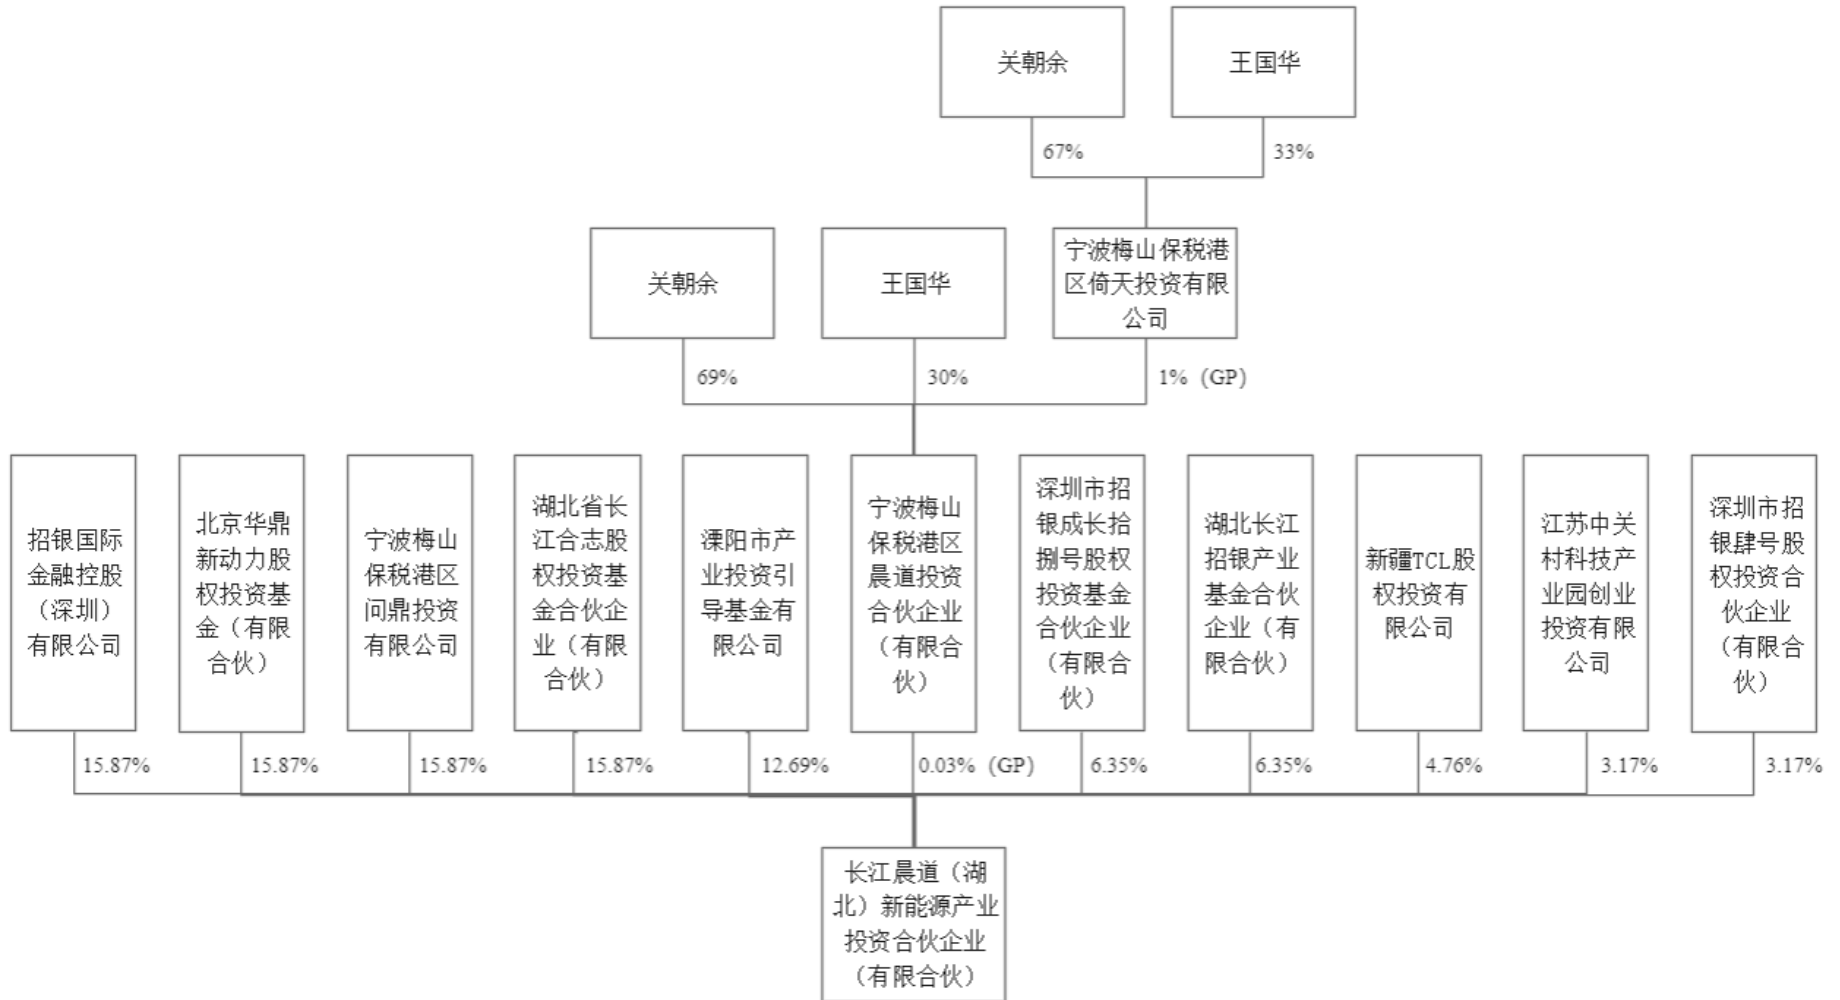 关朝余
王国华
67%
33%
关朝余
王国华
宁波梅山保税港
区倚天投资有限
公司
69%
30%
1%（GP）
招银国际
金融控股
（深圳）
有限公司
北京华鼎
新动力股
权投资基
金（有限
合伙）
宁波梅山
保税港区
问鼎投资
有限公司
湖北省长
江合志股
权投资基
金合伙企
业（有限
合伙）
溧阳市产
业投资引
导基金有
限公司
宁波梅山
保税港区
晨道投资
合伙企业
（有限合
伙）
深圳市招
银成长拾
捌号股权
投资基金
合伙企业
（有限合
伙）
湖北长江
招银产业
基金合伙
企业（有
限合伙）
新疆TCL股
权投资有
限公司
江苏中关
村科技产
业园创业
投资有限
公司
深圳市招
银肆号股
权投资合
伙企业
（有限合
伙）
15.87%
15.87%
15.87%
15.87%
12.69%
0.03%（GP）
6.35%
6.35%
4.76%
3.17%
3.17%
长江晨道（湖
北）新能源产业
投资合伙企业
（有限合伙）